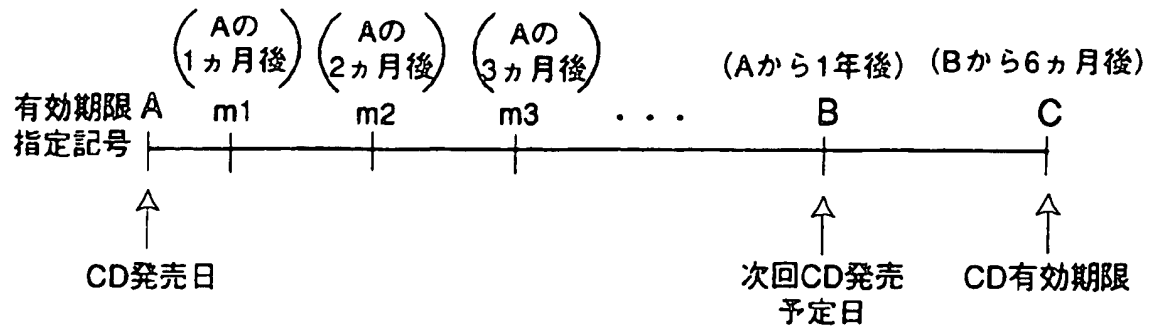 (Aの
1ヵ月後)
(Aの
2ヵ月後)
(Aの
3ヵ月後)
(Aから1年後)
(Bから6ヵ月後)
有効期限
指定記号
A
m1
m2
m3
・・・
B
C
CD発売日
次回CD発売
予定日
CD有効期限